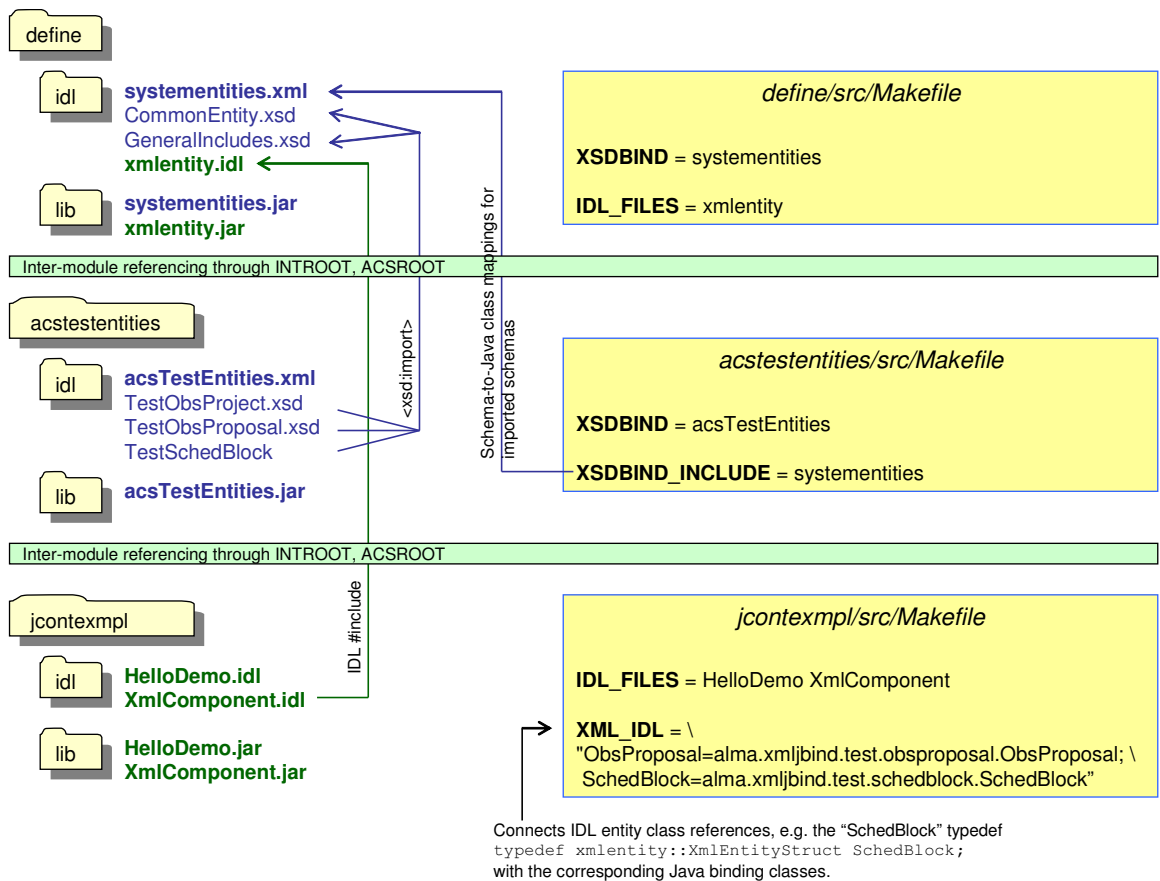 define
idl
systementities.xml
CommonEntity.xsd
GeneralIncludes.xsd
xmlentity.idl
lib
systementities.jar
xmlentity.jar
define/src/Makefile
XSDBIND = systementities
IDL_FILES = xmlentity
Inter-module referencing through INTROOT, ACSROOT
<xsd:import>
Schema-to-Java class mappings for
imported schemas
acstestentities
idl
acsTestEntities.xml
TestObsProject.xsd
TestObsProposal.xsd
TestSchedBlock
lib
acsTestEntities.jar
acstestentities/src/Makefile
XSDBIND = acsTestEntities
XSDBIND_INCLUDE = systementities
Inter-module referencing through INTROOT, ACSROOT
IDL #include
jcontexmpl
idl
HelloDemo.idl
XmlComponent.idl
lib
HelloDemo.jar
XmlComponent.jar
jcontexmpl/src/Makefile
IDL_FILES = HelloDemo XmlComponent
XML_IDL = \
"ObsProposal=alma.xmljbind.test.obsproposal.ObsProposal; \
SchedBlock=alma.xmljbind.test.schedblock.SchedBlock”
Connects IDL entity class references, e.g. the “SchedBlock” typedef
typedef xmlentity::XmlEntityStruct SchedBlock;
with the corresponding Java binding classes.